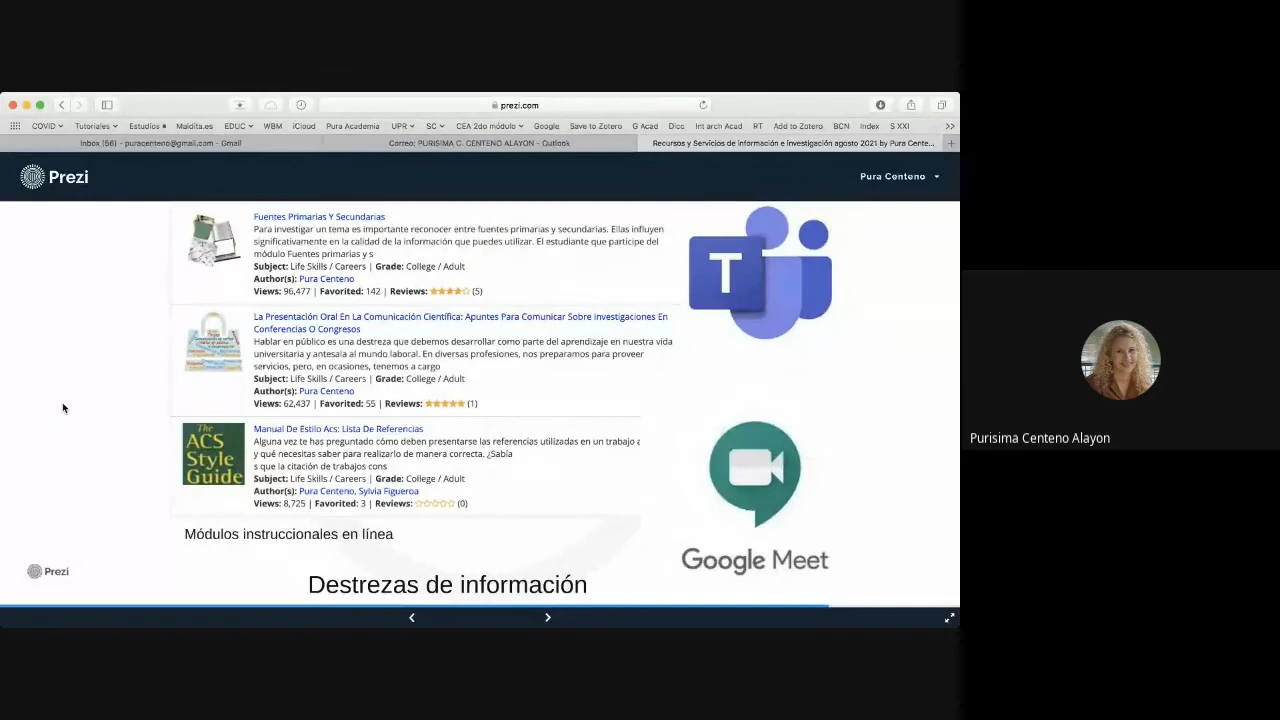 prezi.com
COVID Tutoriales Estudios Maldita.es EDUC WBM iCloud Pura Academia UPR SC CEA 2do módulo Google Save to Zotero G Acad Dicc Int arch Acad RT Add to Zotero BCN Index S XXI
Inbox (56) - puracenteno@gmail.com - Gmail
Correo: PURISIMA C. CENTENO ALAYON - Outlook
Recursos y Servicios de información e investigación agosto 2021 by Pura Cente...
Prezi
Pura Centeno
Fuentes Primarias Y Secundarias
Para investigar un tema es importante reconocer entre fuentes primarias y secundarias. Ellas influyen
significativamente en la calidad de la información que puedes utilizar. El estudiante que participe del
módulo Fuentes primarias y s
Subject: Life Skills / Careers | Grade: College / Adult
Author(s): Pura Centeno
Views: 96,477 | Favorited: 142 | Reviews: (5)
La Presentación Oral En La Comunicación Científica: Apuntes Para Comunicar Sobre Investigaciones En
Conferencias O Congresos
Hablar en público es una destreza que debemos desarrollar como parte del aprendizaje en nuestra vida
universitaria y antesala al mundo laboral. En diversas profesiones, nos preparamos para proveer
servicios, pero, en ocasiones, tenemos a cargo
Subject: Life Skills / Careers | Grade: College / Adult
Author(s): Pura Centeno
Views: 62,437 | Favorited: 55 | Reviews: (1)
The
ACS
Style
Guide
Manual De Estilo Acs: Lista De Referencias
Alguna vez te has preguntado cómo deben presentarse las referencias utilizadas en un trabajo a
y qué necesitas saber para realizarlo de manera correcta. ¿Sabía
s que la citación de trabajos cons
Subject: Life Skills / Careers | Grade: College / Adult
Author(s): Pura Centeno, Sylvia Figueroa
Views: 8,725 | Favorited: 3 | Reviews: (0)
Módulos instruccionales en línea
T
Google Meet
Prezi
Destrezas de información
Purisima Centeno Alayon